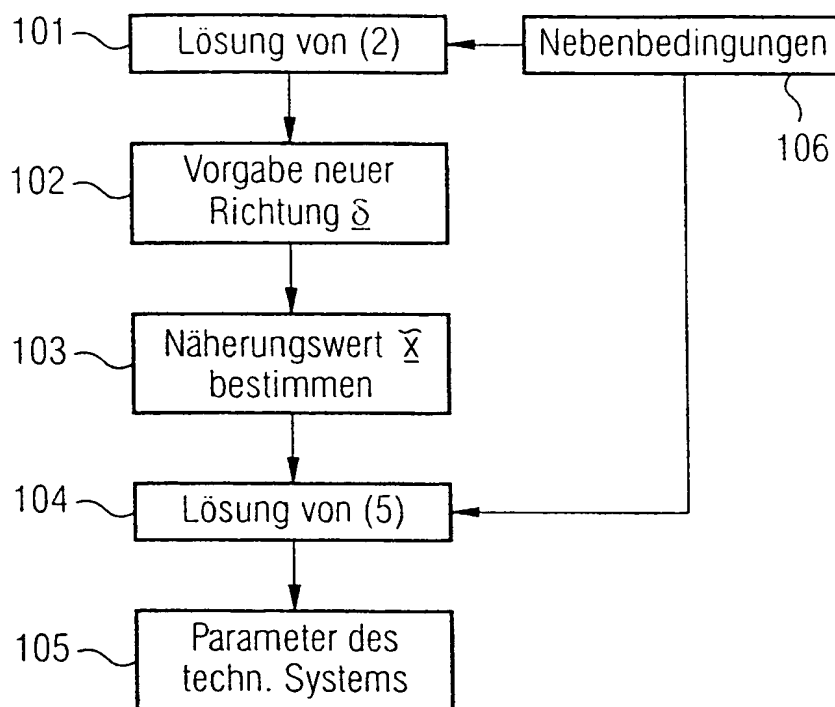 101
Lösung von (2)
Nebenbedingungen
106
102
Vorgabe neuer
Richtung δ
103
Näherungswert x̃
bestimmen
104
Lösung von (5)
105
Parameter des
techn. Systems